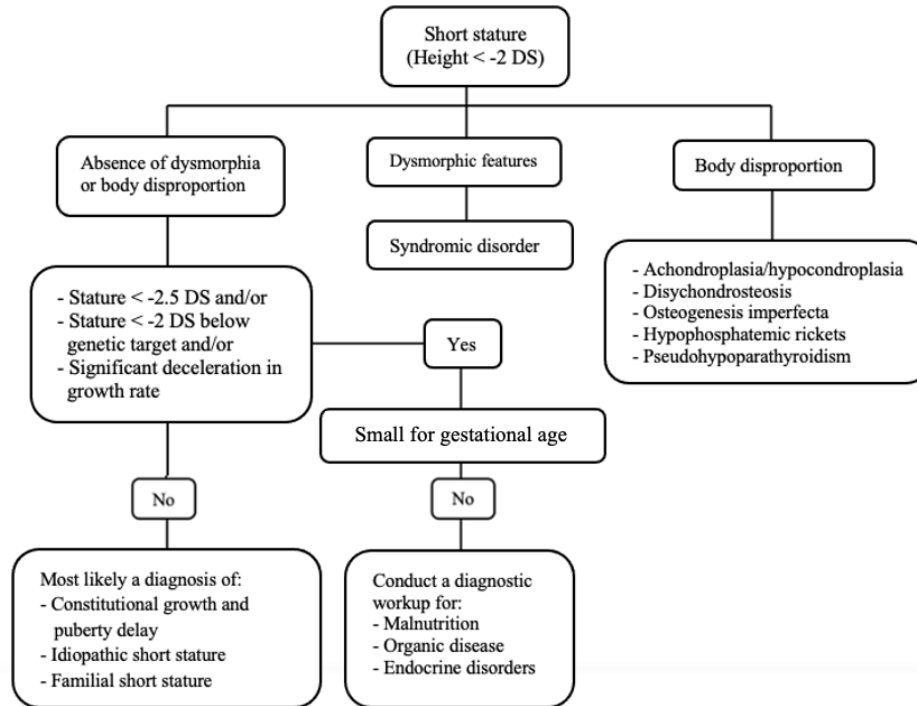 Short stature
(Height < -2 DS)
Absence of dysmorphia
or body disproportion
Dysmorphic features
Body disproportion
Syndromic disorder
- Stature < -2.5 DS and/or
- Stature < -2 DS below
genetic target and/or
- Significant deceleration in
growth rate
Yes
- Achondroplasia/hypocondroplasia
- Disychondrosteosis
- Osteogenesis imperfecta
- Hypophosphatemic rickets
- Pseudohypoparathyroidism
Small for gestational age
No
No
Most likely a diagnosis of:
- Constitutional growth and
puberty delay
- Idiopathic short stature
- Familial short stature
Conduct a diagnostic
workup for:
- Malnutrition
- Organic disease
- Endocrine disorders